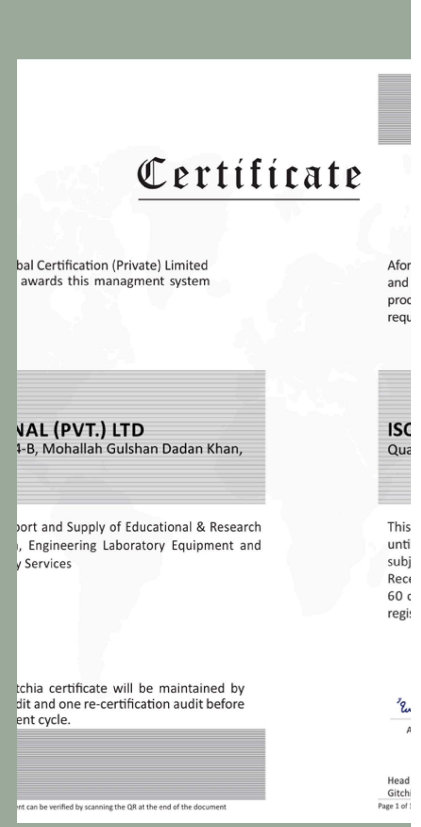 Certificate
bal Certification (Private) Limited
awards this managment system
NAL (PVT.) LTD
4-B, Mohallah Gulshan Dadan Khan,
port and Supply of Educational & Research
, Engineering Laboratory Equipment and
y Services
tchia certificate will be maintained by
dit and one re-certification audit before
ent cycle.
nt can be verified by scanning the QR at the end of the document
Afor
and
proc
requ
ISO
Qua
This
unti
subj
Rece
60 d
regis
A
Head
Gitchi
Page 1 of 1